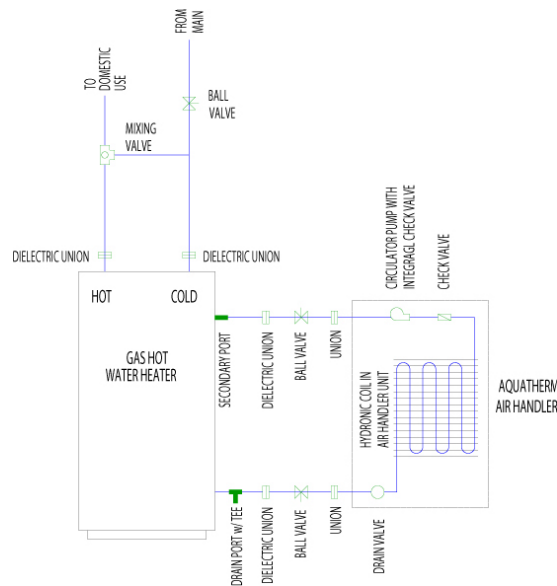 FROM
MAIN
TO
DOMESTIC
USE
BALL
VALVE
MIXING
VALVE
DIELECTRIC UNION
DIELECTRIC UNION
HOT
COLD
GAS HOT
WATER HEATER
SECONDARY PORT
DIELECTRIC UNION
BALL VALVE
UNION
CIRCULATOR PUMP WITH
INTEGRAGL CHECK VALVE
CHECK VALVE
HYDRONIC COIL IN
AIR HANDLER UNIT
AQUATHERM
AIR HANDLER
DRAIN PORT w/ TEE
DIELECTRIC UNION
BALL VALVE
UNION
DRAIN VALVE